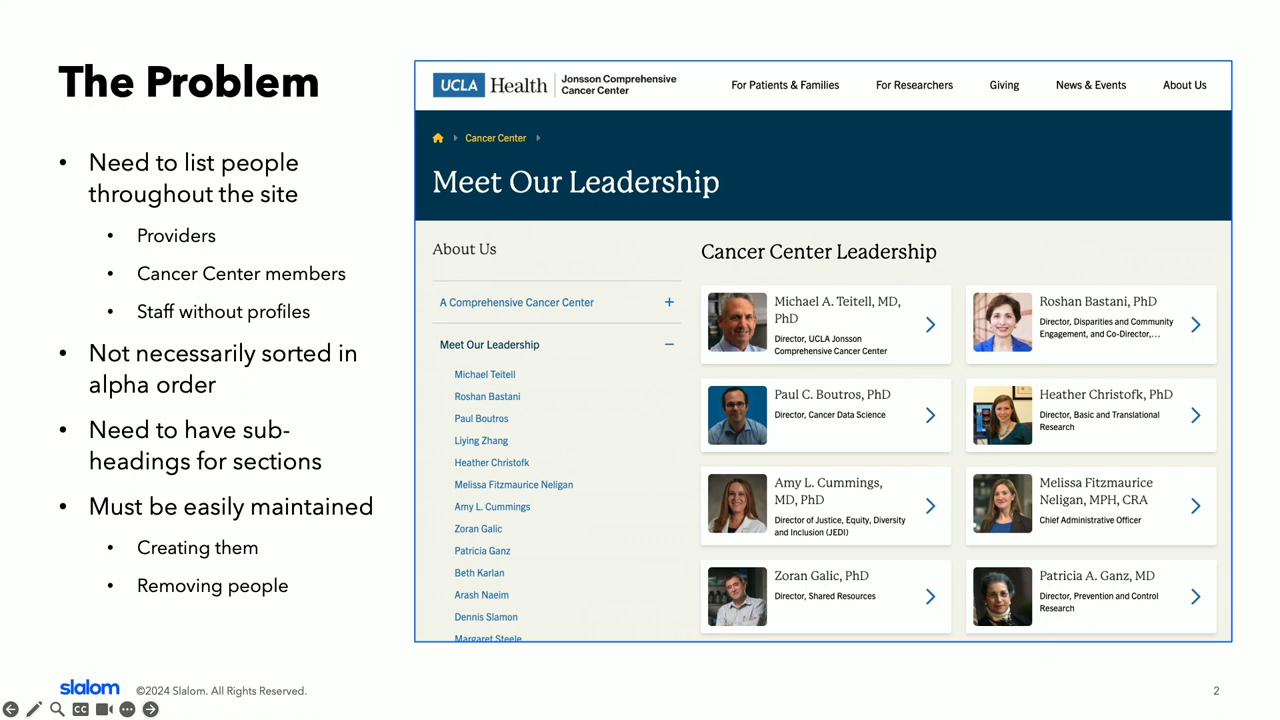 The Problem
• Need to list people
throughout the site
• Providers
• Cancer Center members
• Staff without profiles
• Not necessarily sorted in
alpha order
• Need to have sub-
headings for sections
• Must be easily maintained
• Creating them
• Removing people
UCLA Health
Jonsson Comprehensive
Cancer Center
For Patients & Families
For Researchers
Giving
News & Events
About Us
Cancer Center
Meet Our Leadership
About Us
A Comprehensive Cancer Center +
Meet Our Leadership −
Michael Teitell
Roshan Bastani
Paul Boutros
Liying Zhang
Heather Christofk
Melissa Fitzmaurice Neligan
Amy L. Cummings
Zoran Galic
Patricia Ganz
Beth Karlan
Arash Naeim
Dennis Slamon
Margaret Steele
Cancer Center Leadership
Michael A. Teitell, MD,
PhD
Director, UCLA Jonsson
Comprehensive Cancer Center
Roshan Bastani, PhD
Director, Disparities and Community
Engagement, and Co-Director,...
Paul C. Boutros, PhD
Director, Cancer Data Science
Heather Christofk, PhD
Director, Basic and Translational
Research
Amy L. Cummings,
MD, PhD
Director of Justice, Equity, Diversity
and Inclusion (JEDI)
Melissa Fitzmaurice
Neligan, MPH, CRA
Chief Administrative Officer
Zoran Galic, PhD
Director, Shared Resources
Patricia A. Ganz, MD
Director, Prevention and Control
Research
slalom
©2024 Slalom. All Rights Reserved.
2
CC